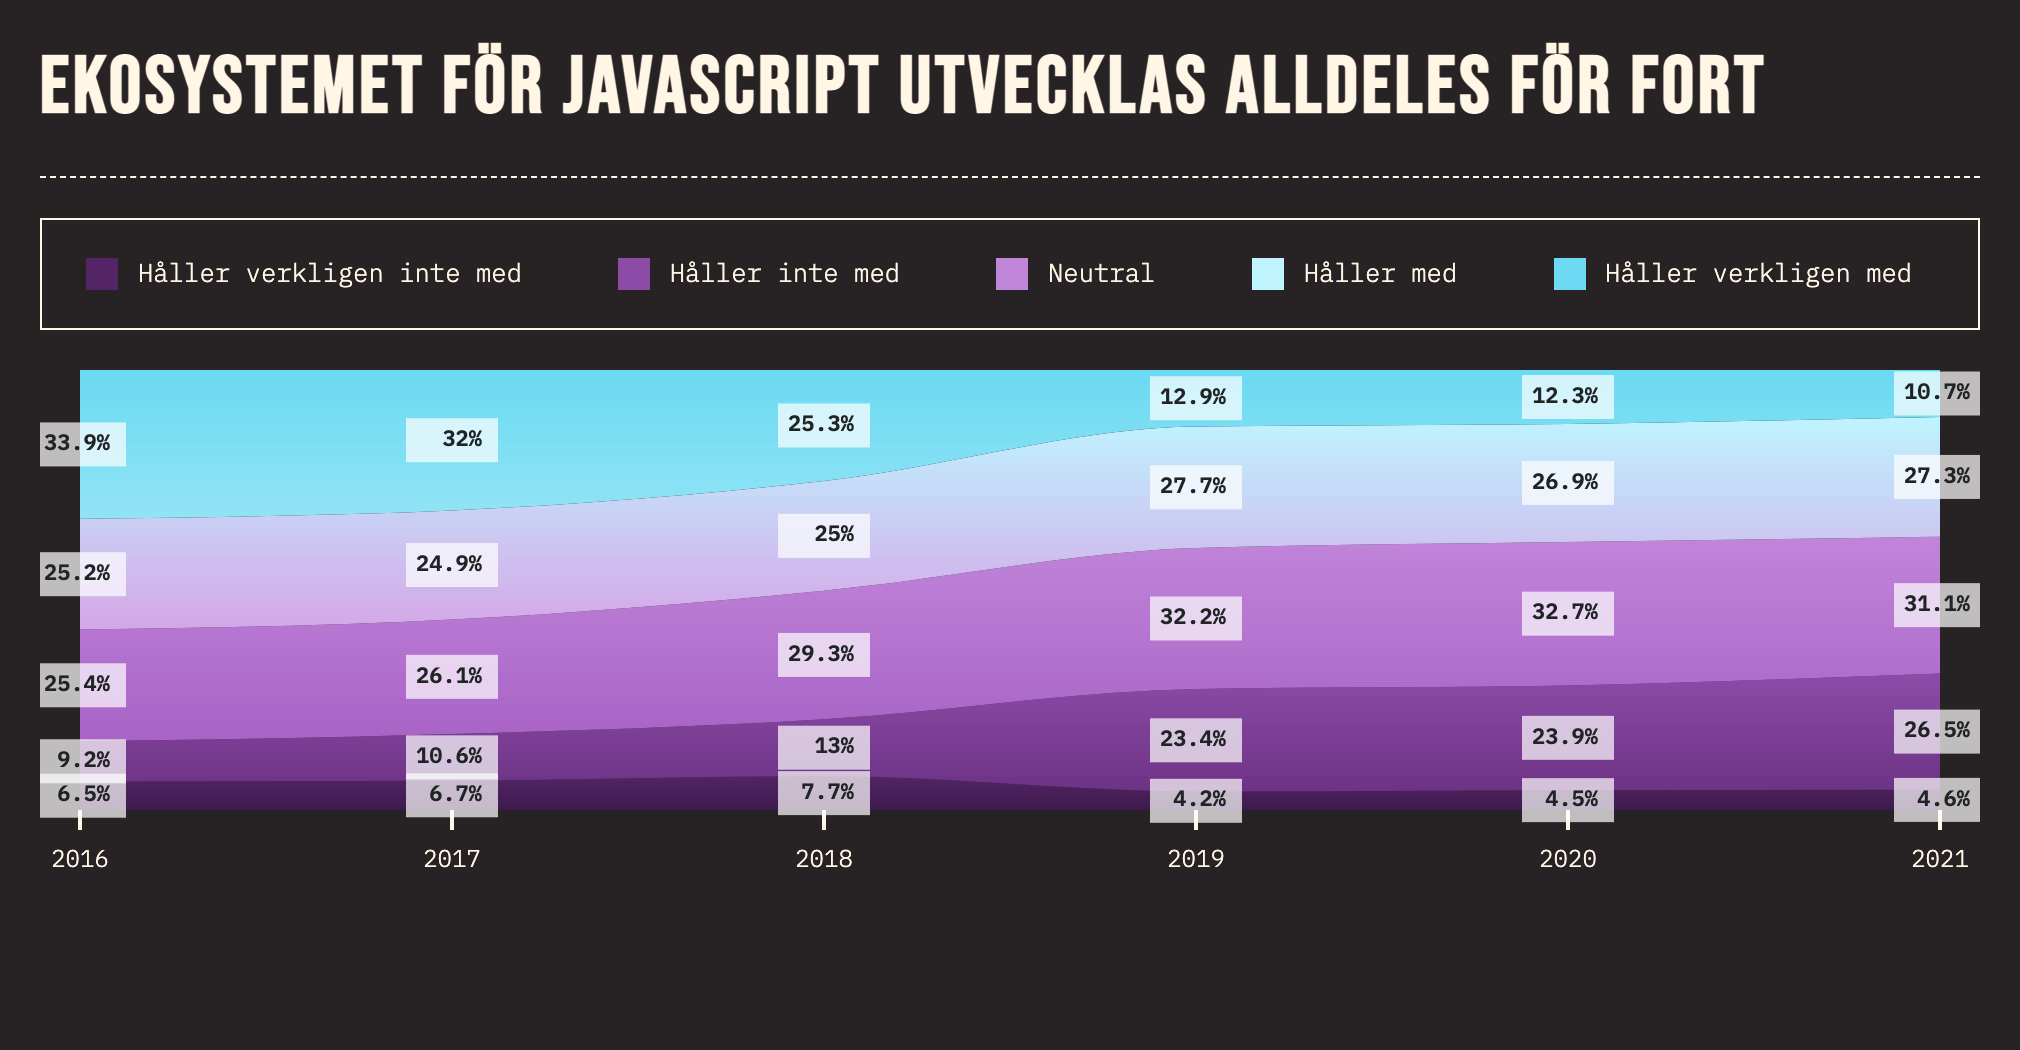 EKOSYSTEMET FÖR JAVASCRIPT UTVECKLAS ALLDELES FÖR FORT
Håller verkligen inte med Håller inte med Neutral Håller med Håller verkligen med
33.9% 32% 25.3% 12.9% 12.3% 10.7%
25.2% 24.9% 25% 27.7% 26.9% 27.3%
25.4% 26.1% 29.3% 32.2% 32.7% 31.1%
9.2% 10.6% 13% 23.4% 23.9% 26.5%
6.5% 6.7% 7.7% 4.2% 4.5% 4.6%
2016 2017 2018 2019 2020 2021